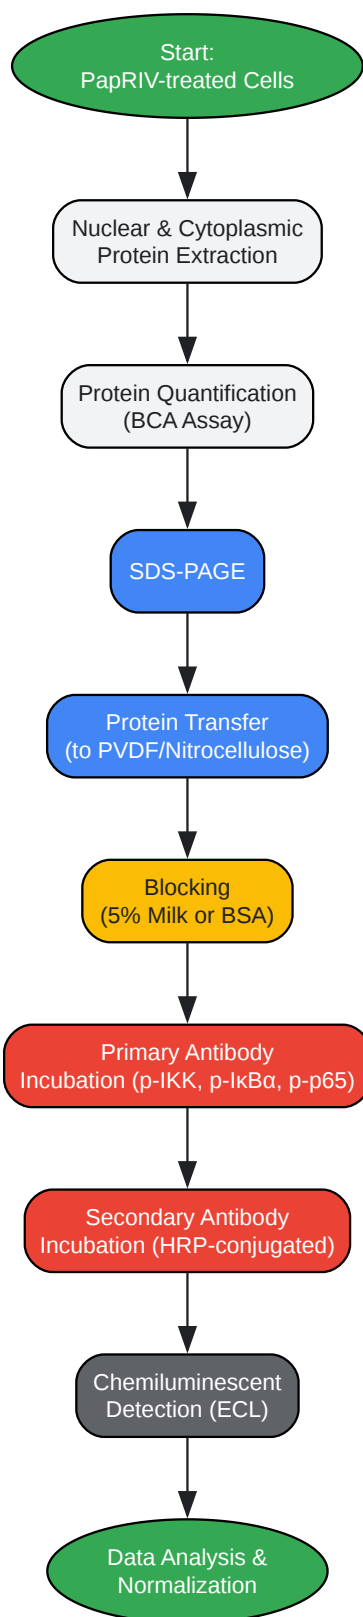 Start:
PapRIV-treated Cells
Nuclear & Cytoplasmic
Protein Extraction
Protein Quantification
(BCA Assay)
SDS-PAGE
Protein Transfer
(to PVDF/Nitrocellulose)
Blocking
(5% Milk or BSA)
Primary Antibody
Incubation (p-IKK, p-IκBα, p-p65)
Secondary Antibody
Incubation (HRP-conjugated)
Chemiluminescent
Detection (ECL)
Data Analysis &
Normalization